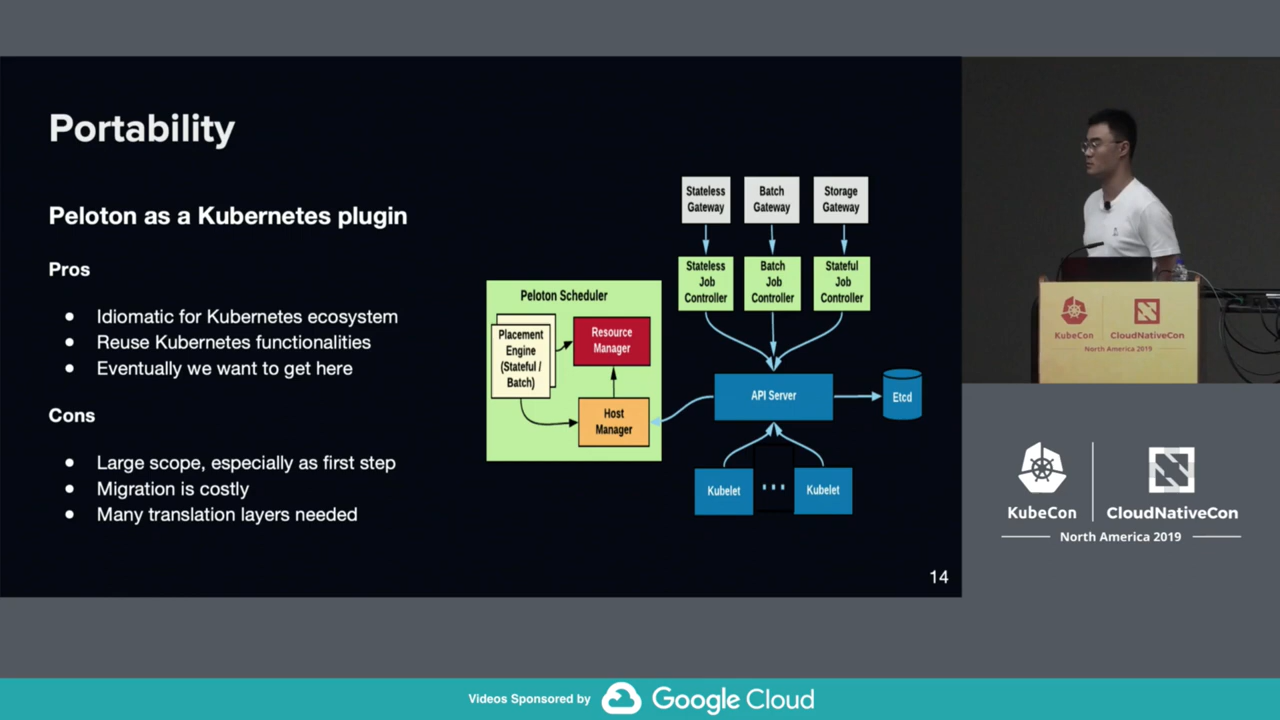 Portability
Peloton as a Kubernetes plugin
Pros
● Idiomatic for Kubernetes ecosystem
● Reuse Kubernetes functionalities
● Eventually we want to get here
Cons
● Large scope, especially as first step
● Migration is costly
● Many translation layers needed
Stateless
Gateway
Batch
Gateway
Storage
Gateway
Stateless
Job
Controller
Batch
Job
Controller
Stateful
Job
Controller
Peloton Scheduler
Placement
Engine
(Stateful /
Batch)
Resource
Manager
Host
Manager
API Server
Etcd
Kubelet
...
Kubelet
14
KubeCon
CloudNativeCon
North America 2019
KubeCon
CloudNativeCon
North America 2019
Videos Sponsored by
Google Cloud